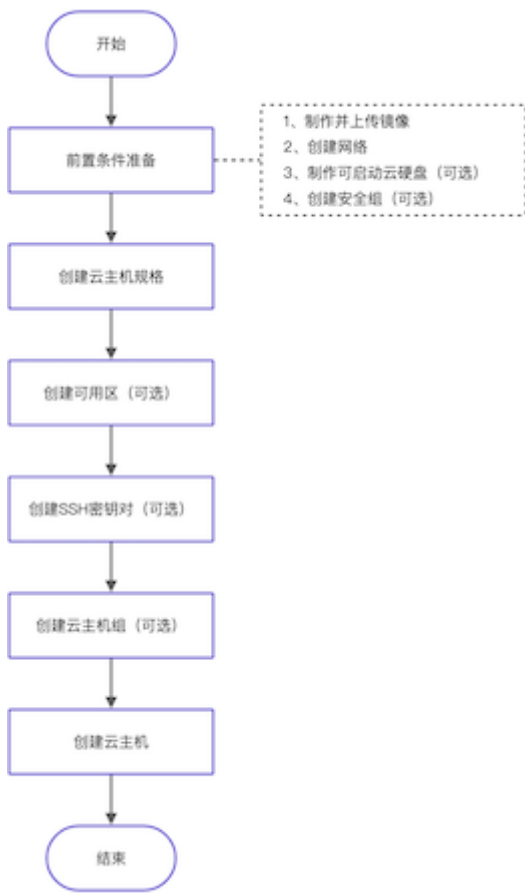 开始
前置条件准备
1、制作并上传镜像
2、创建网络
3、制作可启动云硬盘（可选）
4、创建安全组（可选）
创建云主机规格
创建可用区（可选）
创建SSH密钥对（可选）
创建云主机组（可选）
创建云主机
结束